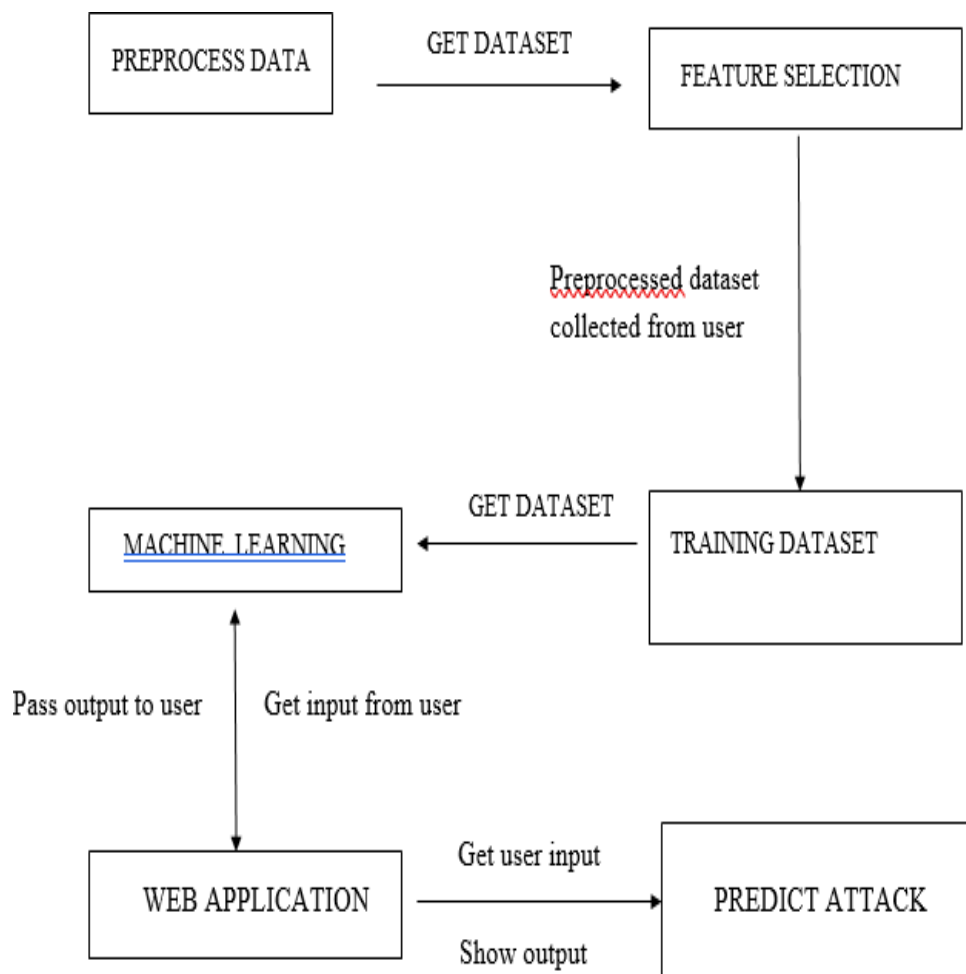 PREPROCESS DATA
GET DATASET
FEATURE SELECTION
Preprocessed dataset
collected from user
GET DATASET
MACHINE LEARNING
TRAINING DATASET
Pass output to user
Get input from user
Get user input
WEB APPLICATION
PREDICT ATTACK
Show output